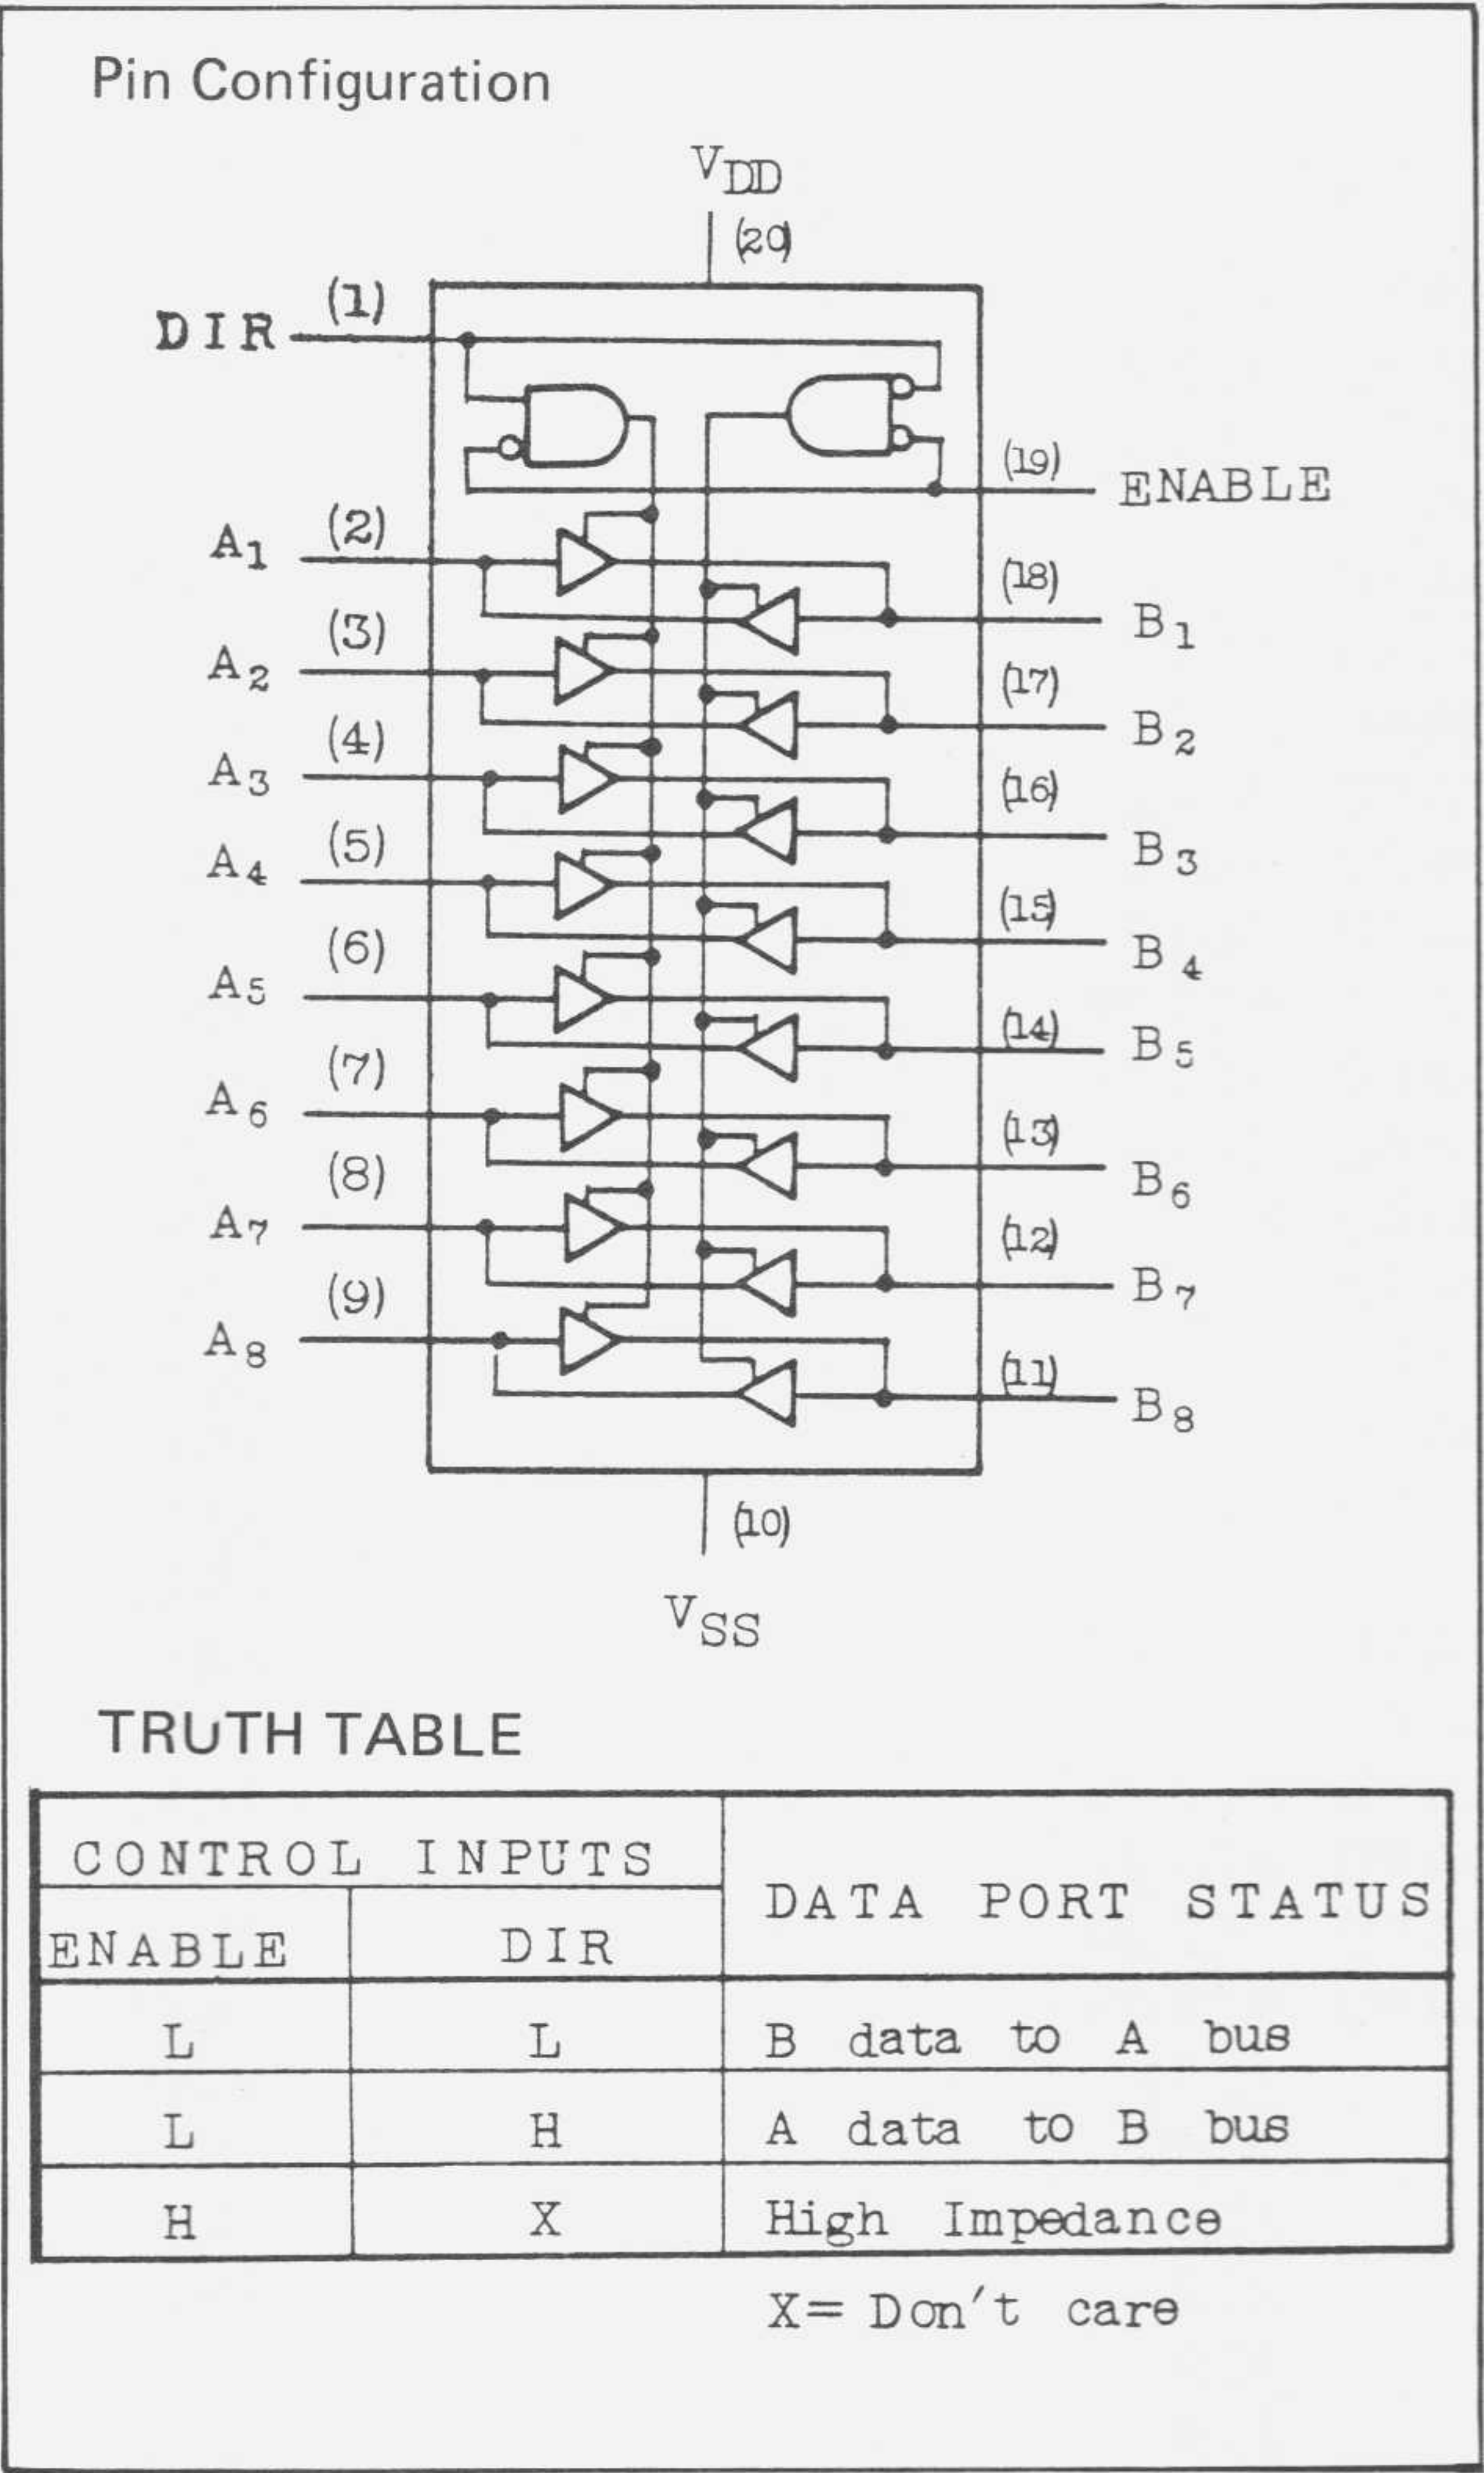 Pin Configuration
VDD
(20)
DIR (1)
(19) ENABLE
A1 (2)
(18) B1
A2 (3)
(17) B2
A3 (4)
(16) B3
A4 (5)
(15) B4
A5 (6)
(14) B5
A6 (7)
(13) B6
A7 (8)
(12) B7
A8 (9)
(11) B8
(10)
VSS
TRUTH TABLE
CONTROL INPUTS DATA PORT STATUS
ENABLE DIR
L L B data to A bus
L H A data to B bus
H X High Impedance
X= Don't care